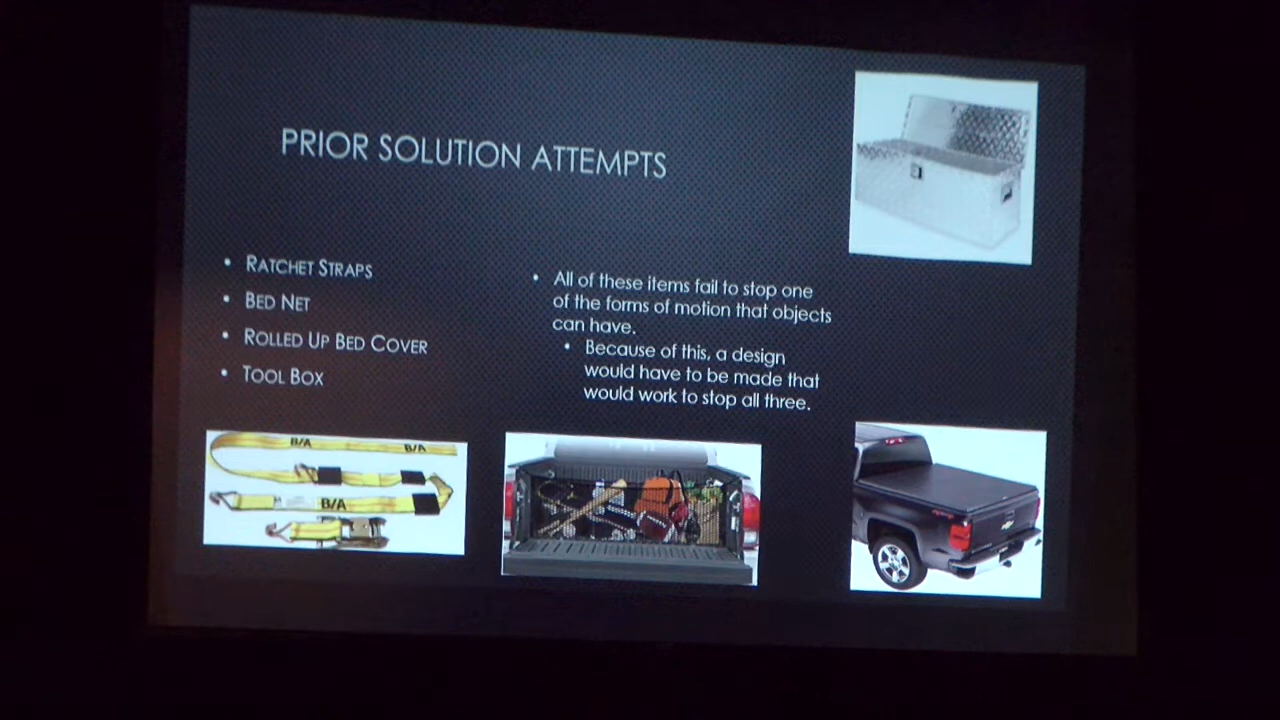 PRIOR SOLUTION ATTEMPTS
• RATCHET STRAPS
• BED NET
• ROLLED UP BED COVER
• TOOL BOX
• All of these items fail to stop one
of the forms of motion that objects
can have.
• Because of this, a design
would have to be made that
would work to stop all three.
B/A B/A
B/A